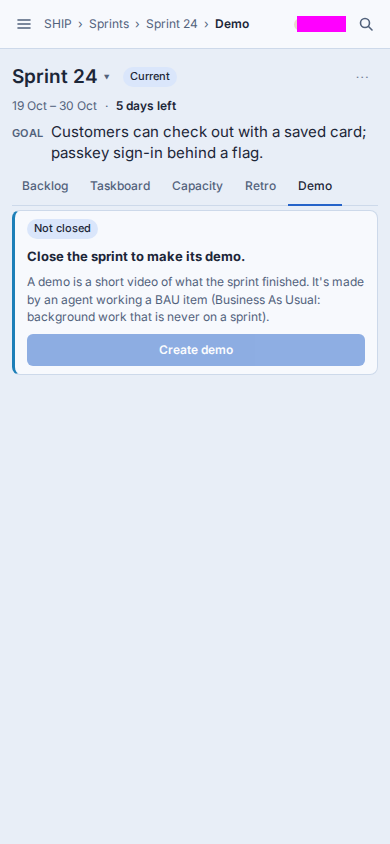 SHIP › Sprints › Sprint 24 › Demo
Sprint 24 ▾ Current ...
19 Oct – 30 Oct · 5 days left
GOAL Customers can check out with a saved card;
passkey sign-in behind a flag.
Backlog Taskboard Capacity Retro Demo
Not closed
Close the sprint to make its demo.
A demo is a short video of what the sprint finished. It's made
by an agent working a BAU item (Business As Usual:
background work that is never on a sprint).
Create demo